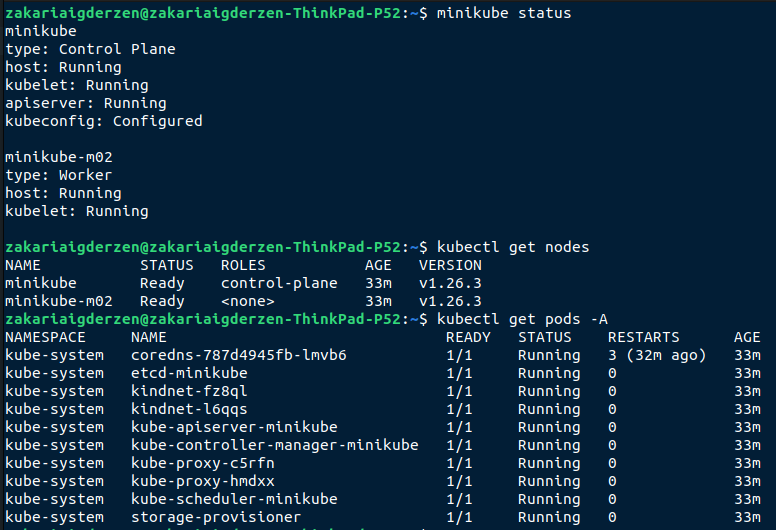 zakariaigderzen@zakariaigderzen-ThinkPad-P52:~$ minikube status
minikube
type: Control Plane
host: Running
kubelet: Running
apiserver: Running
kubeconfig: Configured

minikube-m02
type: Worker
host: Running
kubelet: Running

zakariaigderzen@zakariaigderzen-ThinkPad-P52:~$ kubectl get nodes
NAME           STATUS   ROLES           AGE   VERSION
minikube       Ready    control-plane   33m   v1.26.3
minikube-m02   Ready    <none>          33m   v1.26.3
zakariaigderzen@zakariaigderzen-ThinkPad-P52:~$ kubectl get pods -A
NAMESPACE     NAME                               READY   STATUS    RESTARTS      AGE
kube-system   coredns-787d4945fb-lmvb6           1/1     Running   3 (32m ago)   33m
kube-system   etcd-minikube                      1/1     Running   0             33m
kube-system   kindnet-fz8ql                      1/1     Running   0             33m
kube-system   kindnet-l6qqs                      1/1     Running   0             33m
kube-system   kube-apiserver-minikube            1/1     Running   0             33m
kube-system   kube-controller-manager-minikube   1/1     Running   0             33m
kube-system   kube-proxy-c5rfn                   1/1     Running   0             33m
kube-system   kube-proxy-hmdxx                   1/1     Running   0             33m
kube-system   kube-scheduler-minikube            1/1     Running   0             33m
kube-system   storage-provisioner                1/1     Running   0             33m